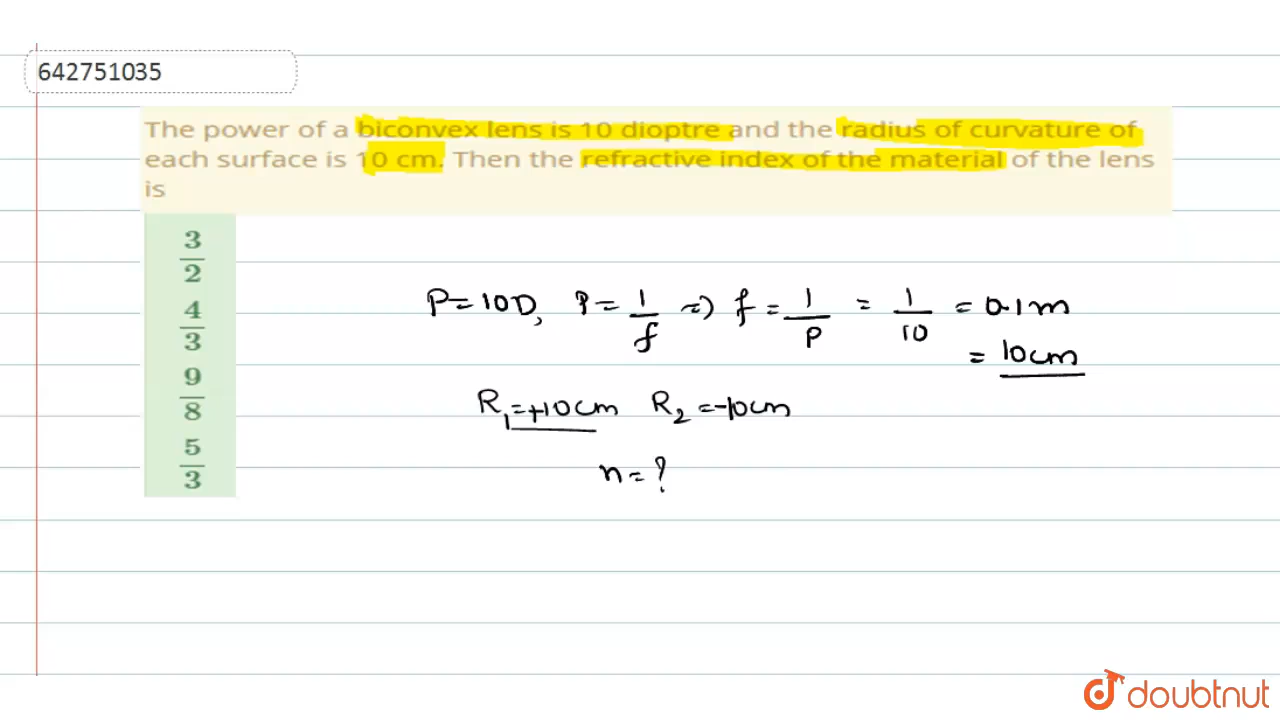 642751035
The power of a biconvex lens is 10 dioptre and the radius of curvature of
each surface is 10 cm. Then the refractive index of the material of the lens
is
3/2
4/3
9/8
5/3
P=10D, P=1/f => f=1/P = 1/10 = 0.1m
= 10cm
R1=+10cm R2=-10cm
n=?
doubtnut